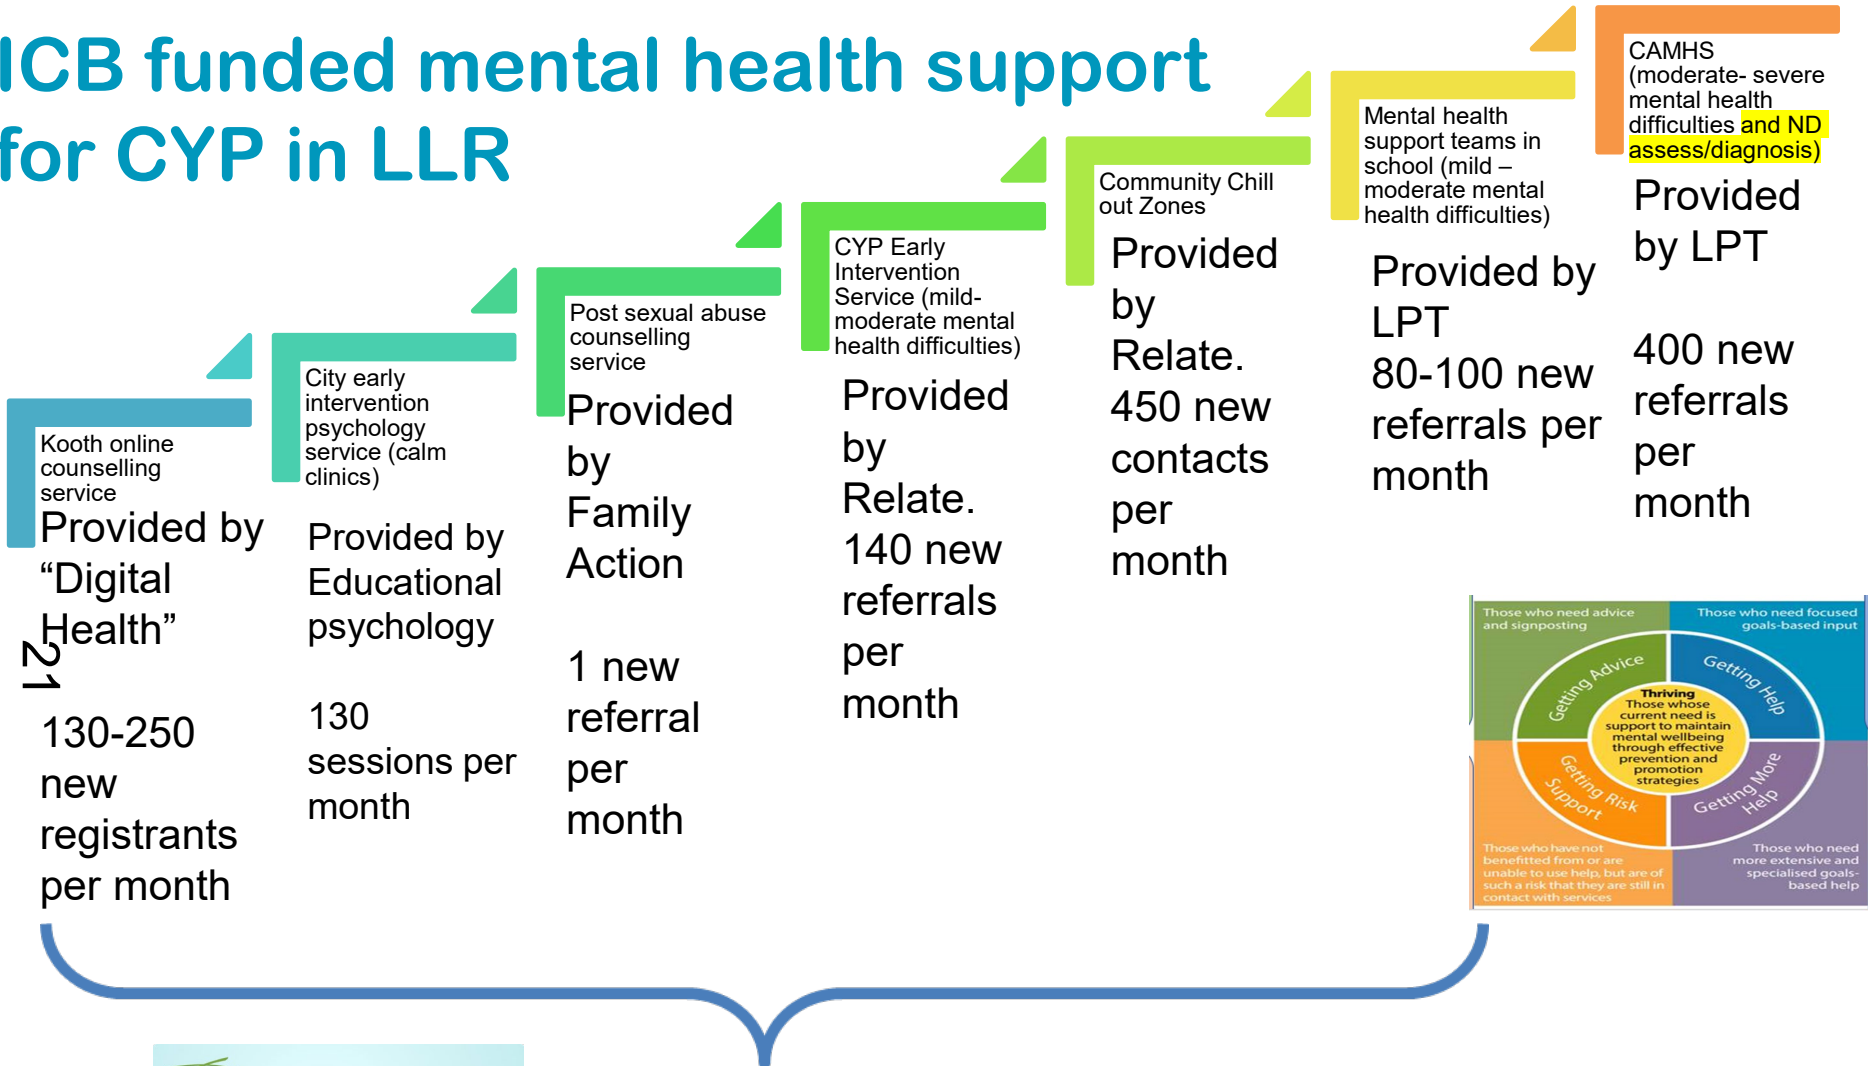 ICB funded mental health support
for CYP in LLR
Kooth online
counselling
service
Provided by
“Digital
Health”
130-250
new
registrants
per month
21
City early
intervention
psychology
service (calm
clinics)
Provided by
Educational
psychology
130
sessions per
month
Post sexual abuse
counselling
service
Provided
by
Family
Action
1 new
referral
per
month
CYP Early
Intervention
Service (mild-
moderate mental
health difficulties)
Provided
by
Relate.
140 new
referrals
per
month
Community Chill
out Zones
Provided
by
Relate.
450 new
contacts
per
month
Mental health
support teams in
school (mild –
moderate mental
health difficulties)
Provided by
LPT
80-100 new
referrals per
month
CAMHS
(moderate- severe
mental health
difficulties and ND
assess/diagnosis)
Provided
by LPT
400 new
referrals
per
month
Those who need advice
and signposting
Those who need focused
goals-based input
Getting Advice
Getting Help
Thriving
Those whose
current need is
support to maintain
mental wellbeing
through effective
prevention and
promotion
strategies
Getting Risk
Support
Getting More
Help
Those who have not
benefitted from or are
unable to use help, but are of
such a risk that they are still in
contact with services
Those who need
more extensive and
specialised goals-
based help